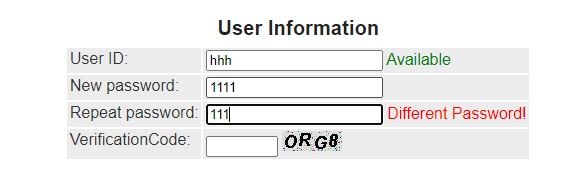 User Information
User ID: hhh Available
New password: 1111
Repeat password: 111 Different Password!
VerificationCode: ORG8